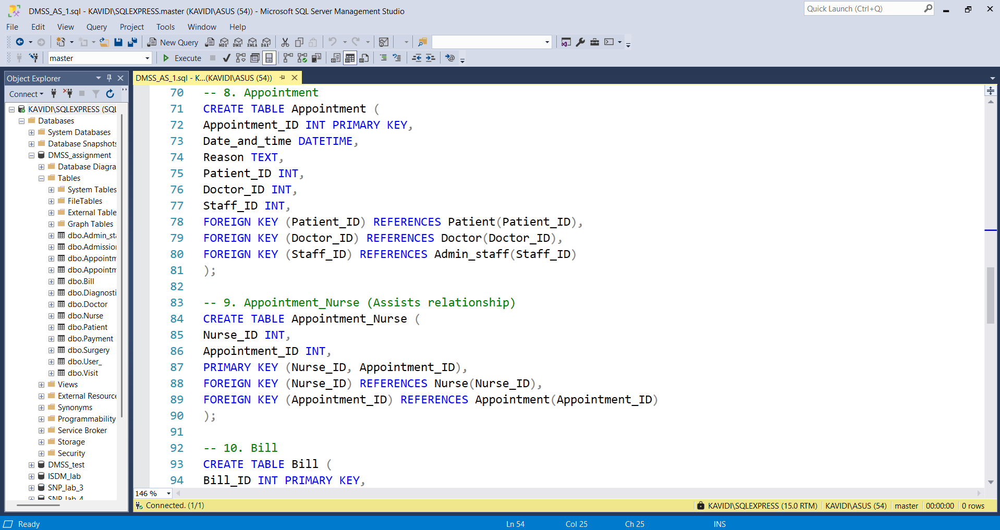 DMSS_AS_1.sql - KAVIDI\SQLEXPRESS.master (KAVIDI\ASUS (54)) - Microsoft SQL Server Management Studio
Quick Launch (Ctrl+Q)
File Edit View Query Project Tools Window Help
New Query MDX DMX XMLA DAX
master Execute
Object Explorer
Connect
KAVIDI\SQLEXPRESS (SQL
Databases
System Databases
Database Snapshots
DMSS_assignment
Database Diagra
Tables
System Tables
FileTables
External Table
Graph Tables
dbo.Admin_sta
dbo.Admission
dbo.Appointm
dbo.Appointm
dbo.Bill
dbo.Diagnosti
dbo.Doctor
dbo.Nurse
dbo.Patient
dbo.Payment
dbo.Surgery
dbo.User_
dbo.Visit
Views
External Resource
Synonyms
Programmability
Service Broker
Storage
Security
DMSS_test
ISDM_lab
SNP_lab_3
SNP_lab_4
DMSS_AS_1.sql - K...(KAVIDI\ASUS (54))
70 -- 8. Appointment
71 CREATE TABLE Appointment (
72 Appointment_ID INT PRIMARY KEY,
73 Date_and_time DATETIME,
74 Reason TEXT,
75 Patient_ID INT,
76 Doctor_ID INT,
77 Staff_ID INT,
78 FOREIGN KEY (Patient_ID) REFERENCES Patient(Patient_ID),
79 FOREIGN KEY (Doctor_ID) REFERENCES Doctor(Doctor_ID),
80 FOREIGN KEY (Staff_ID) REFERENCES Admin_staff(Staff_ID)
81 );
82
83 -- 9. Appointment_Nurse (Assists relationship)
84 CREATE TABLE Appointment_Nurse (
85 Nurse_ID INT,
86 Appointment_ID INT,
87 PRIMARY KEY (Nurse_ID, Appointment_ID),
88 FOREIGN KEY (Nurse_ID) REFERENCES Nurse(Nurse_ID),
89 FOREIGN KEY (Appointment_ID) REFERENCES Appointment(Appointment_ID)
90 );
91
92 -- 10. Bill
93 CREATE TABLE Bill (
94 Bill_ID INT PRIMARY KEY,
146 %
Connected. (1/1) KAVIDI\SQLEXPRESS (15.0 RTM) KAVIDI\ASUS (54) master 00:00:00 0 rows
Ready Ln 54 Col 25 Ch 25 INS